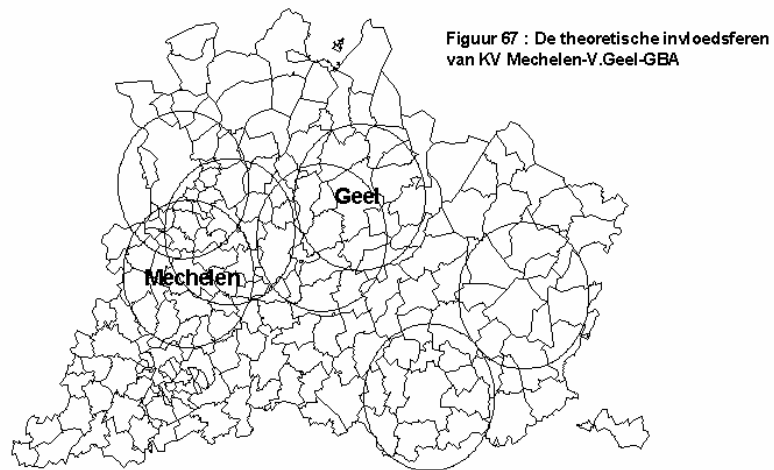 Figuur 67 : De theoretische invloedsferen
van KV Mechelen-V.Geel-GBA
Geel
Mechelen